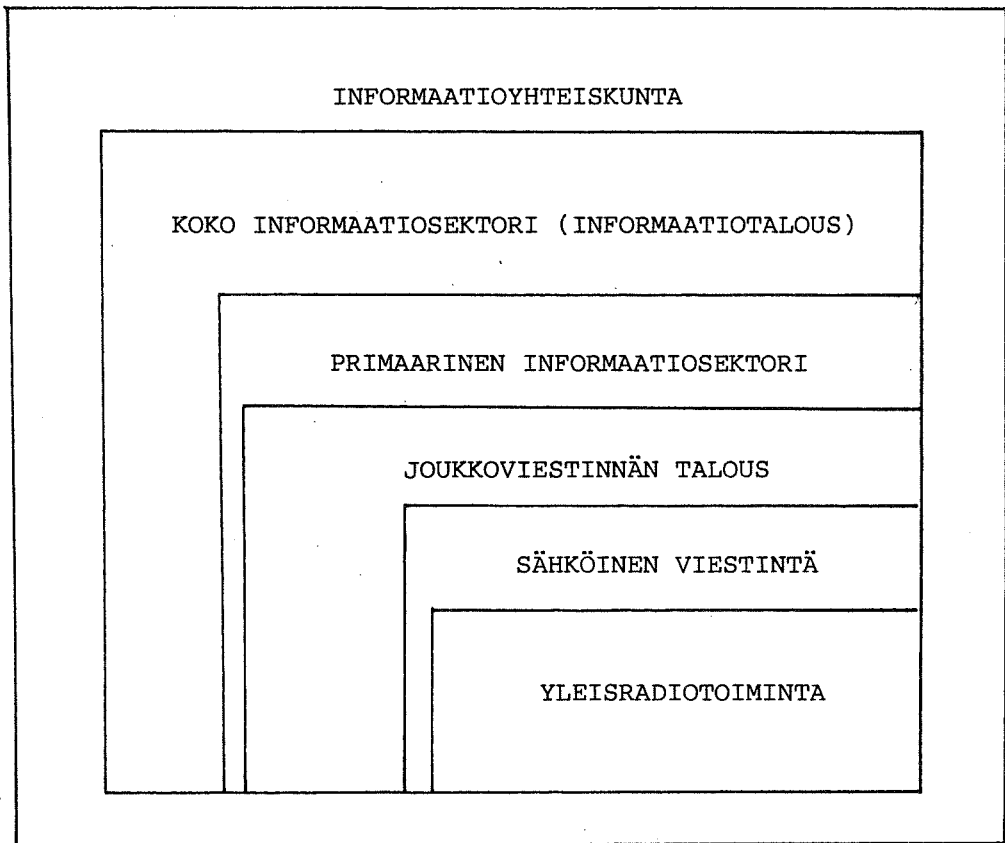 INFORMAATIOYHTEISKUNTA
KOKO INFORMAATIOSEKTORI (INFORMAATIOTALOUS)
PRIMAARINEN INFORMAATIOSEKTORI
JOUKKOVIESTINNÄN TALOUS
SÄHKÖINEN VIESTINTÄ
YLEISRADIOTOIMINTA